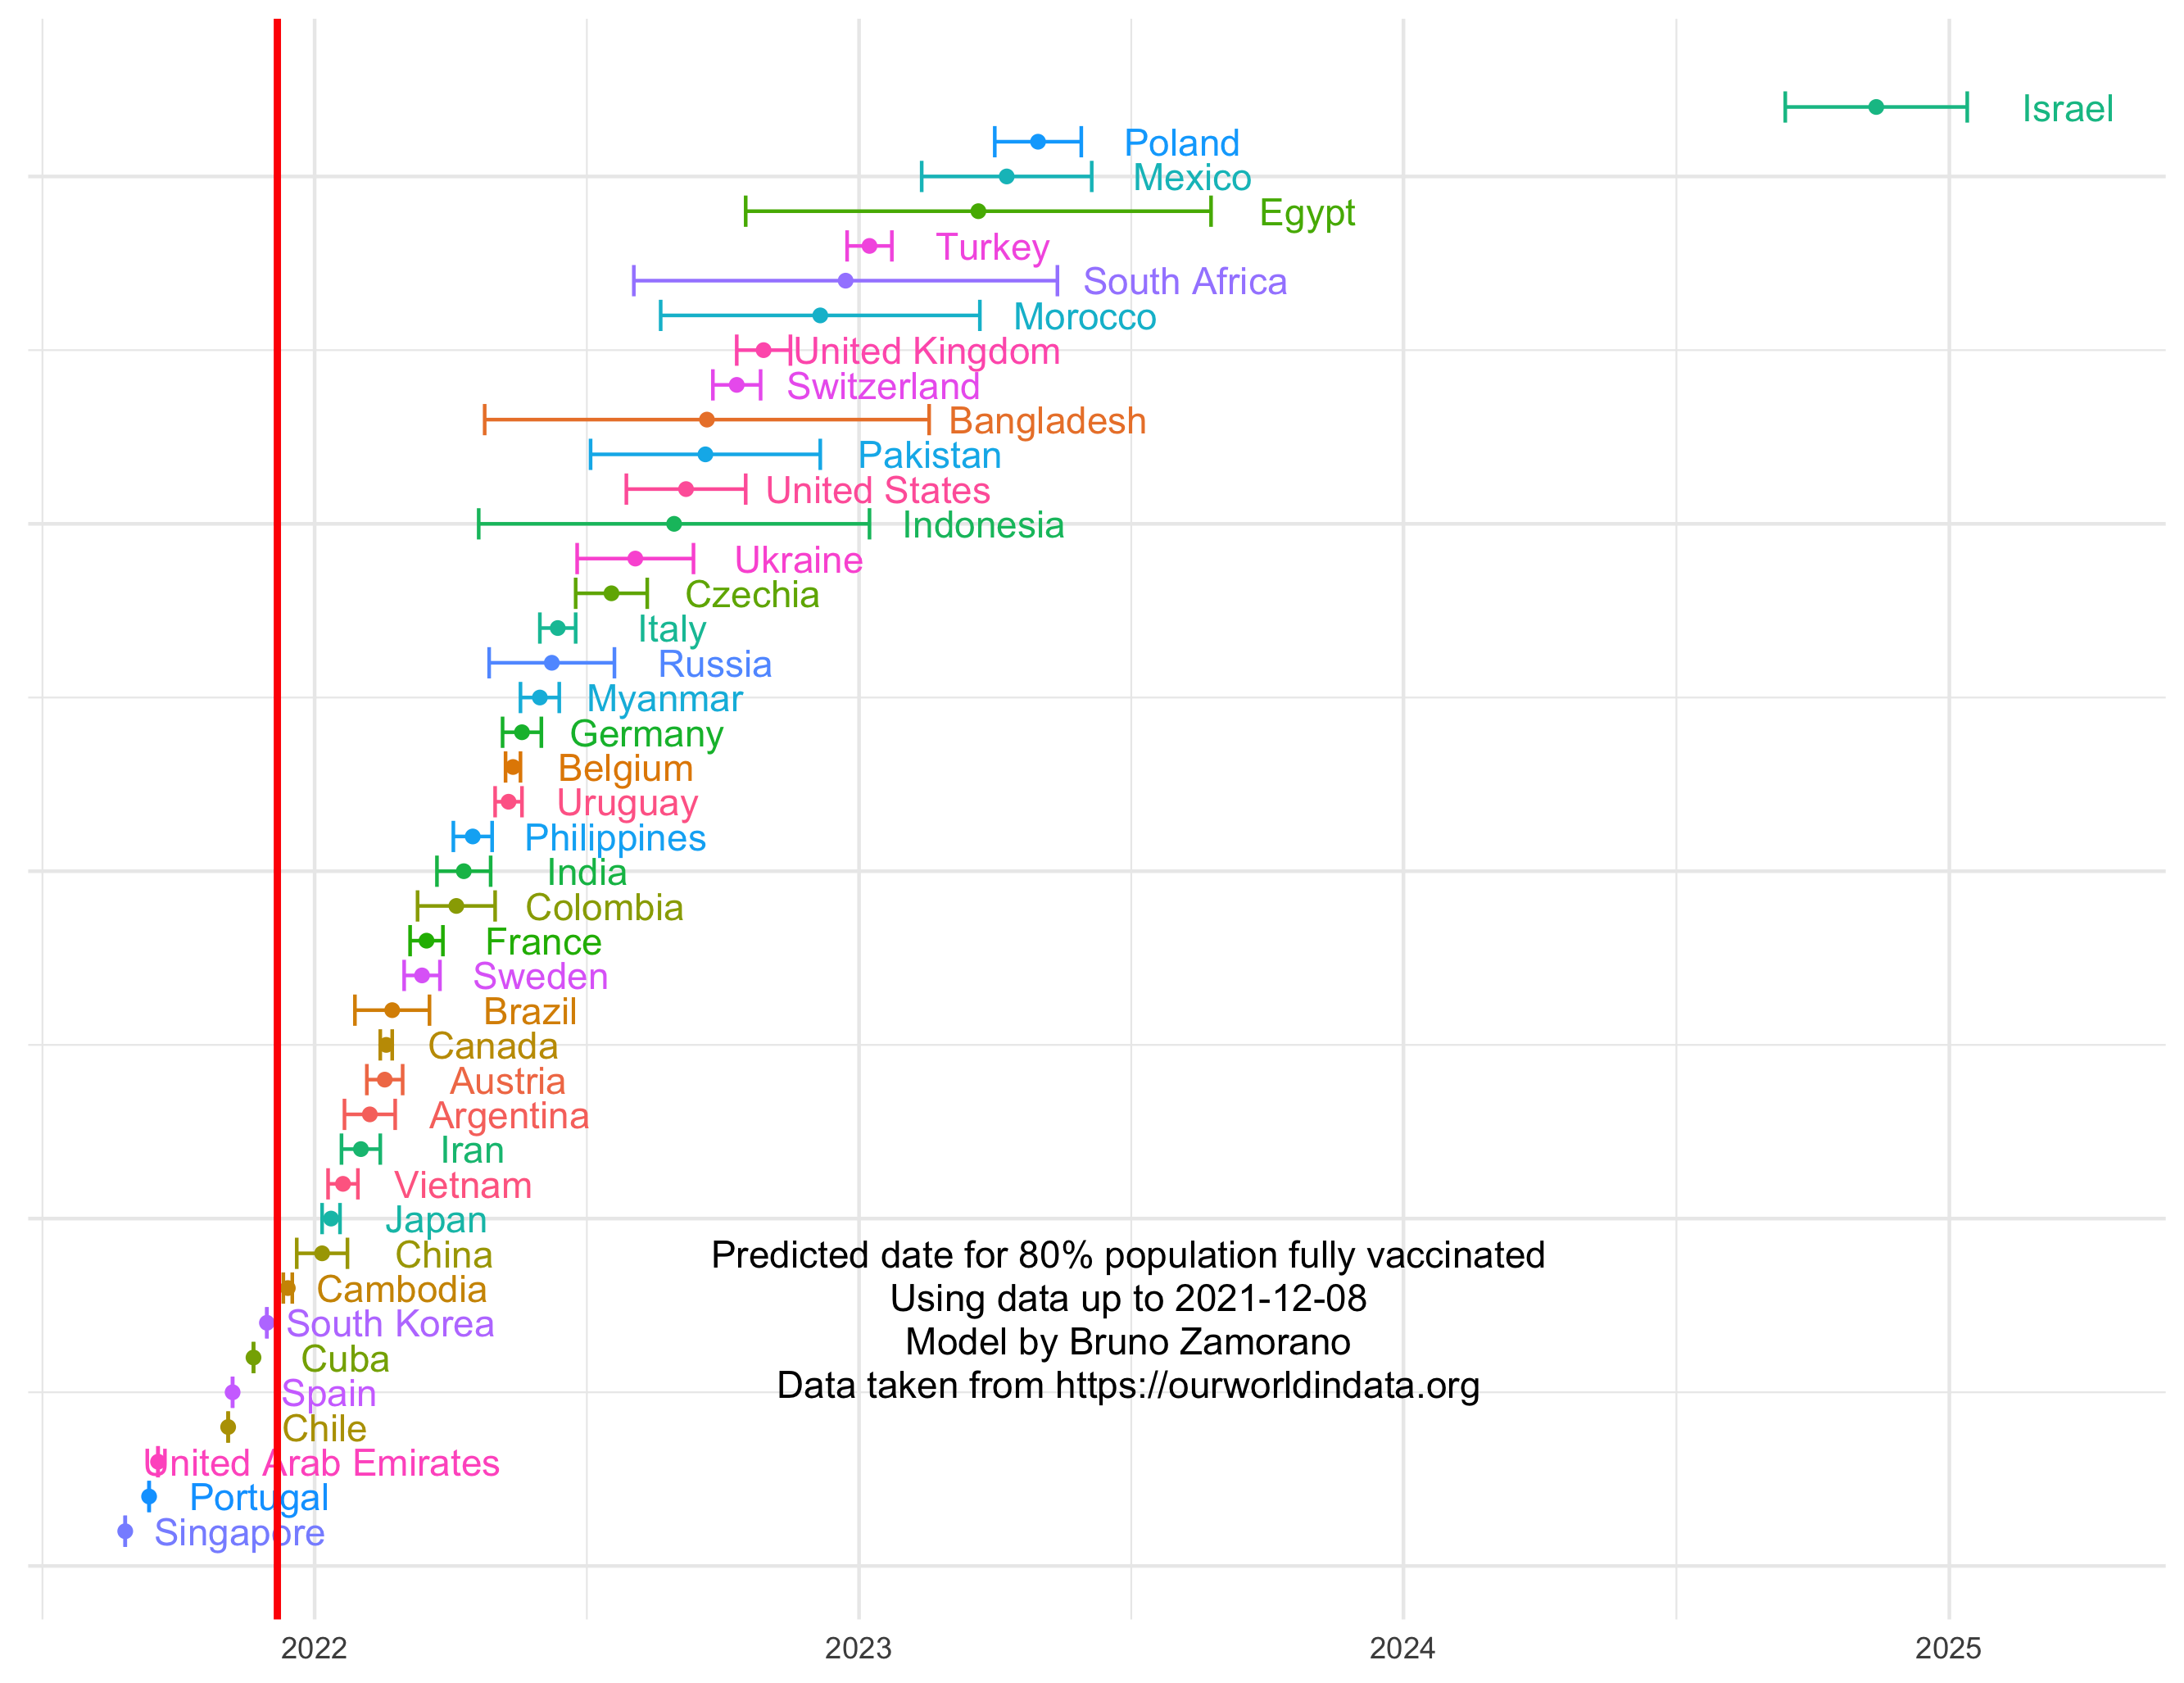 Israel
Poland
Mexico
Egypt
Turkey
South Africa
Morocco
United Kingdom
Switzerland
Bangladesh
Pakistan
United States
Indonesia
Ukraine
Czechia
Italy
Russia
Myanmar
Germany
Belgium
Uruguay
Philippines
India
Colombia
France
Sweden
Brazil
Canada
Austria
Argentina
Iran
Vietnam
Japan
China
Cambodia
South Korea
Cuba
Spain
Chile
United Arab Emirates
Portugal
Singapore
Predicted date for 80% population fully vaccinated
Using data up to 2021-12-08
Model by Bruno Zamorano
Data taken from https://ourworldindata.org
2022 2023 2024 2025